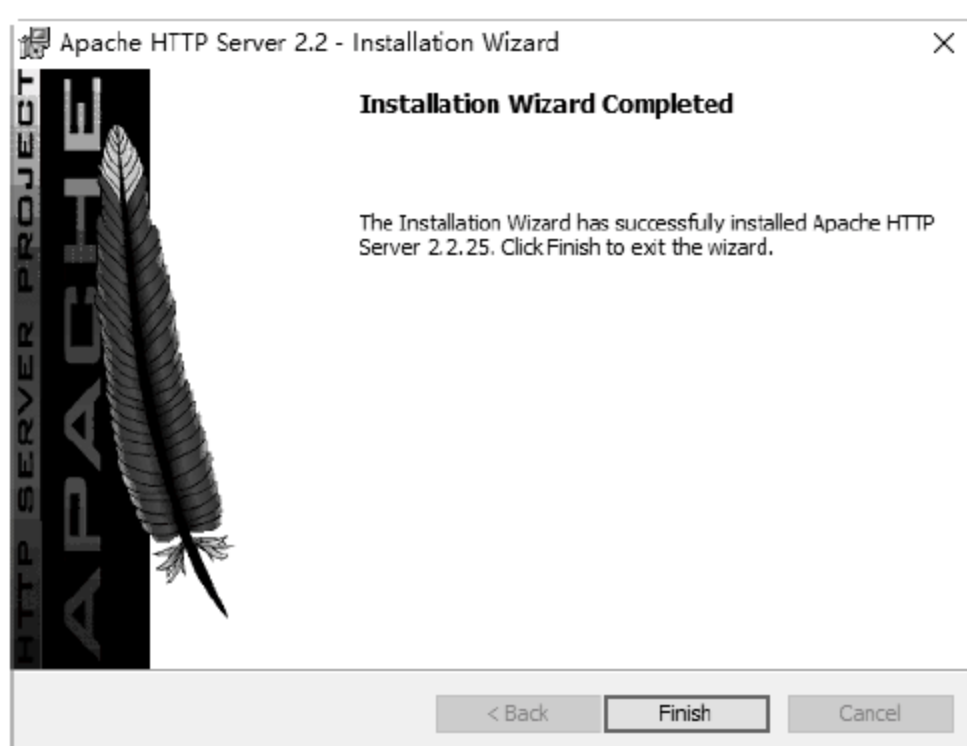 Apache HTTP Server 2.2 - Installation Wizard
HTTP SERVER PROJECT
APACHE
Installation Wizard Completed
The Installation Wizard has successfully installed Apache HTTP
Server 2.2.25. Click Finish to exit the wizard.
< Back
Finish
Cancel